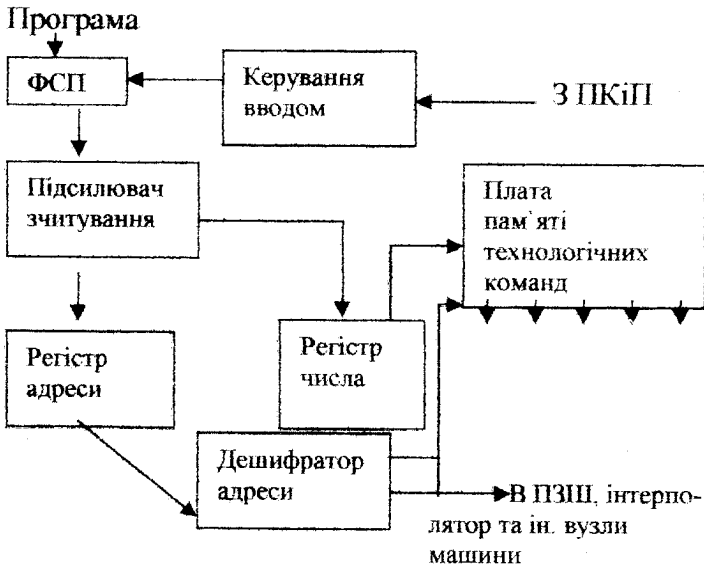 Програма
ФСП
Керування
вводом
З ПКіП
Підсилювач
зчитування
Плата
пам`яті
технологічних
команд
Регістр
адреси
Регістр
числа
Дешифратор
адреси
В ПЗШ, інтерпо-
лятор та ін. вузли
машини